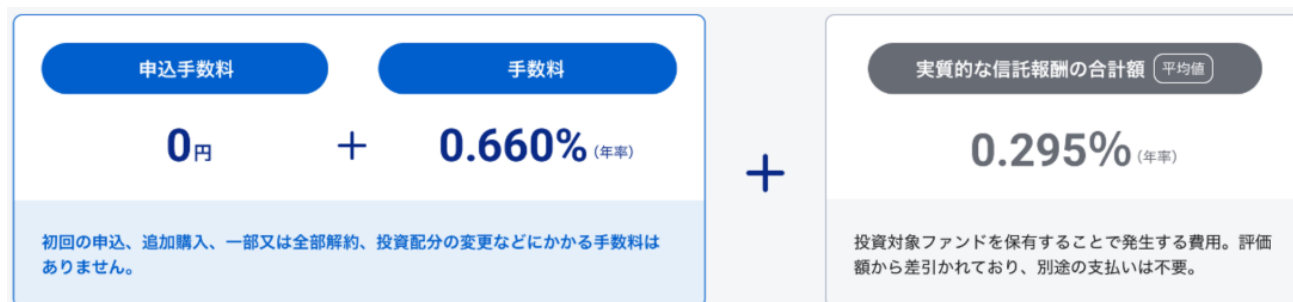 申込手数料
手数料
0円
+
0.660% (年率)
初回の申込、追加購入、一部又は全部解約、投資配分の変更などにかかる手数料は
ありません。
+
実質的な信託報酬の合計額 平均値
0.295% (年率)
投資対象ファンドを保有することで発生する費用。評価
額から差引かれており、別途の支払いは不要。